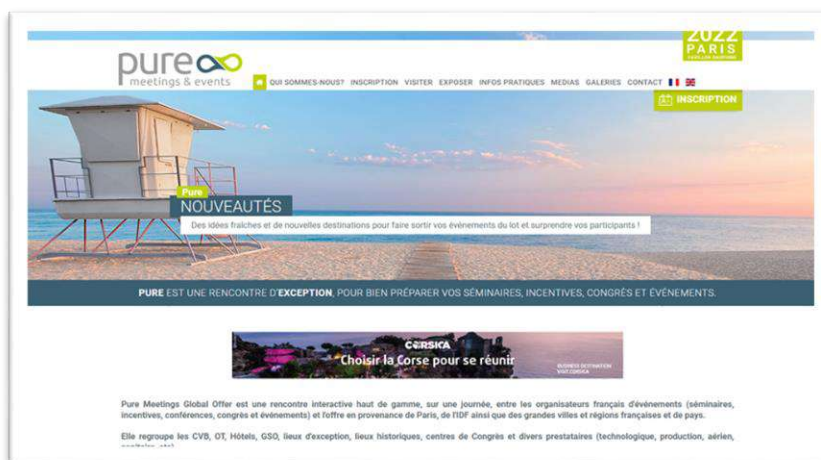 2022
PARIS
pure
meetings & events
QUI SOMMES-NOUS? INSCRIPTION VISITER EXPOSER INFOS PRATIQUES MEDIAS GALERIES CONTACT
INSCRIPTION
Pure
NOUVEAUTÉS
Des idées fraîches et de nouvelles destinations pour faire sortir vos événements du lot et surprendre vos participants !
PURE EST UNE RENCONTRE D'EXCEPTION, POUR BIEN PRÉPARER VOS SÉMINAIRES, INCENTIVES, CONGRÈS ET ÉVÉNEMENTS.
CORSICA
Choisir la Corse pour se réunir
BUSINESS DESTINATION
Pure Meetings Global Offer est une rencontre interactive haut de gamme, sur une journée, entre les organisateurs français d'événements (séminaires,
incentives, conférences, congrès et événements) et l'offre en provenance de Paris, de l'IDF ainsi que des grandes villes et régions françaises et de pays.
Elle regroupe les CVB, OT, Hôtels, GSO, lieux d'exception, lieux historiques, centres de Congrès et divers prestataires (technologique, production, aérien,